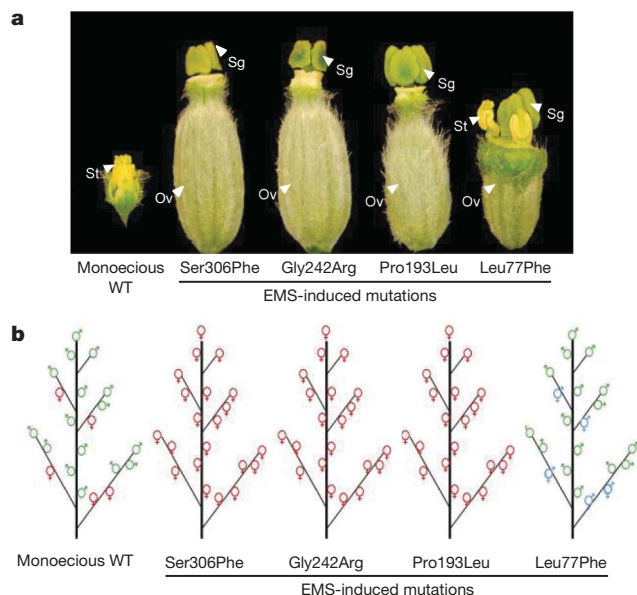 a
Sg
Sg
Sg
Sg
St
St
Ov
Ov
Ov
Ov
Monoecious
WT
Ser306Phe
Gly242Arg
Pro193Leu
Leu77Phe
EMS-induced mutations
b
Monoecious WT
Ser306Phe
Gly242Arg
Pro193Leu
Leu77Phe
EMS-induced mutations